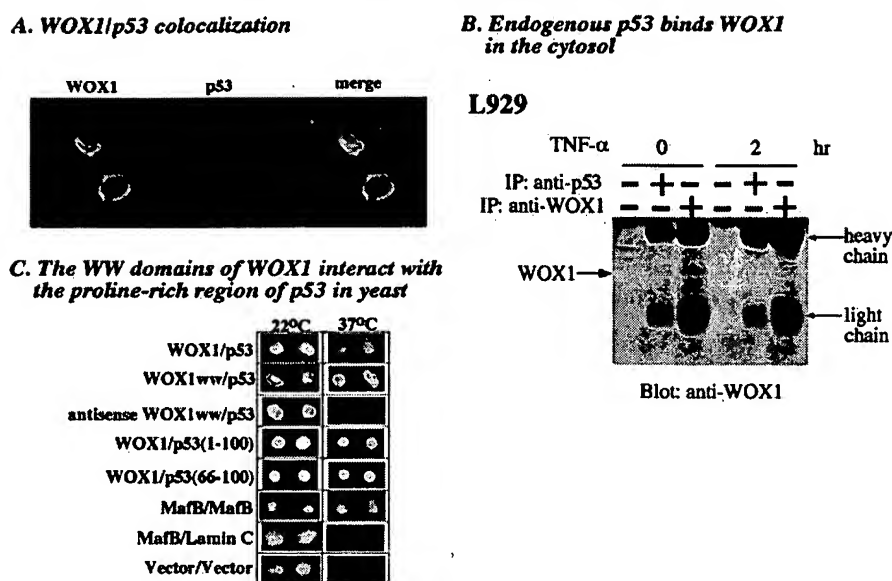 A. WOX1/p53 colocalization
WOX1 p53 merge
B. Endogenous p53 binds WOX1
in the cytosol
L929
TNF-α 0 2 hr
IP: anti-p53 - + - - + -
IP: anti-WOX1 - - + - - +
WOX1
heavy
chain
light
chain
Blot: anti-WOX1
C. The WW domains of WOX1 interact with
the proline-rich region of p53 in yeast
22°C 37°C
WOX1/p53
WOX1ww/p53
antisense WOX1ww/p53
WOX1/p53(1-100)
WOX1/p53(66-100)
MafB/MafB
MafB/Lamin C
Vector/Vector